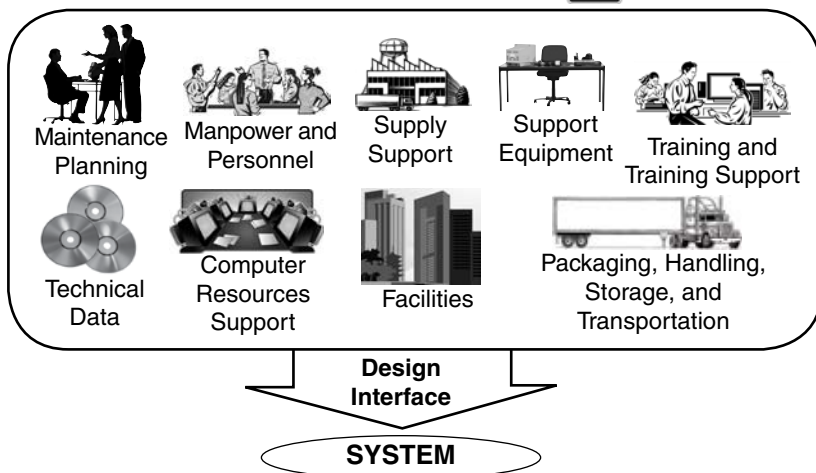 Maintenance
Planning
Manpower and
Personnel
Supply
Support
Support
Equipment
Training and
Training Support
Technical
Data
Computer
Resources
Support
Facilities
Packaging, Handling,
Storage, and
Transportation
Design
Interface
SYSTEM